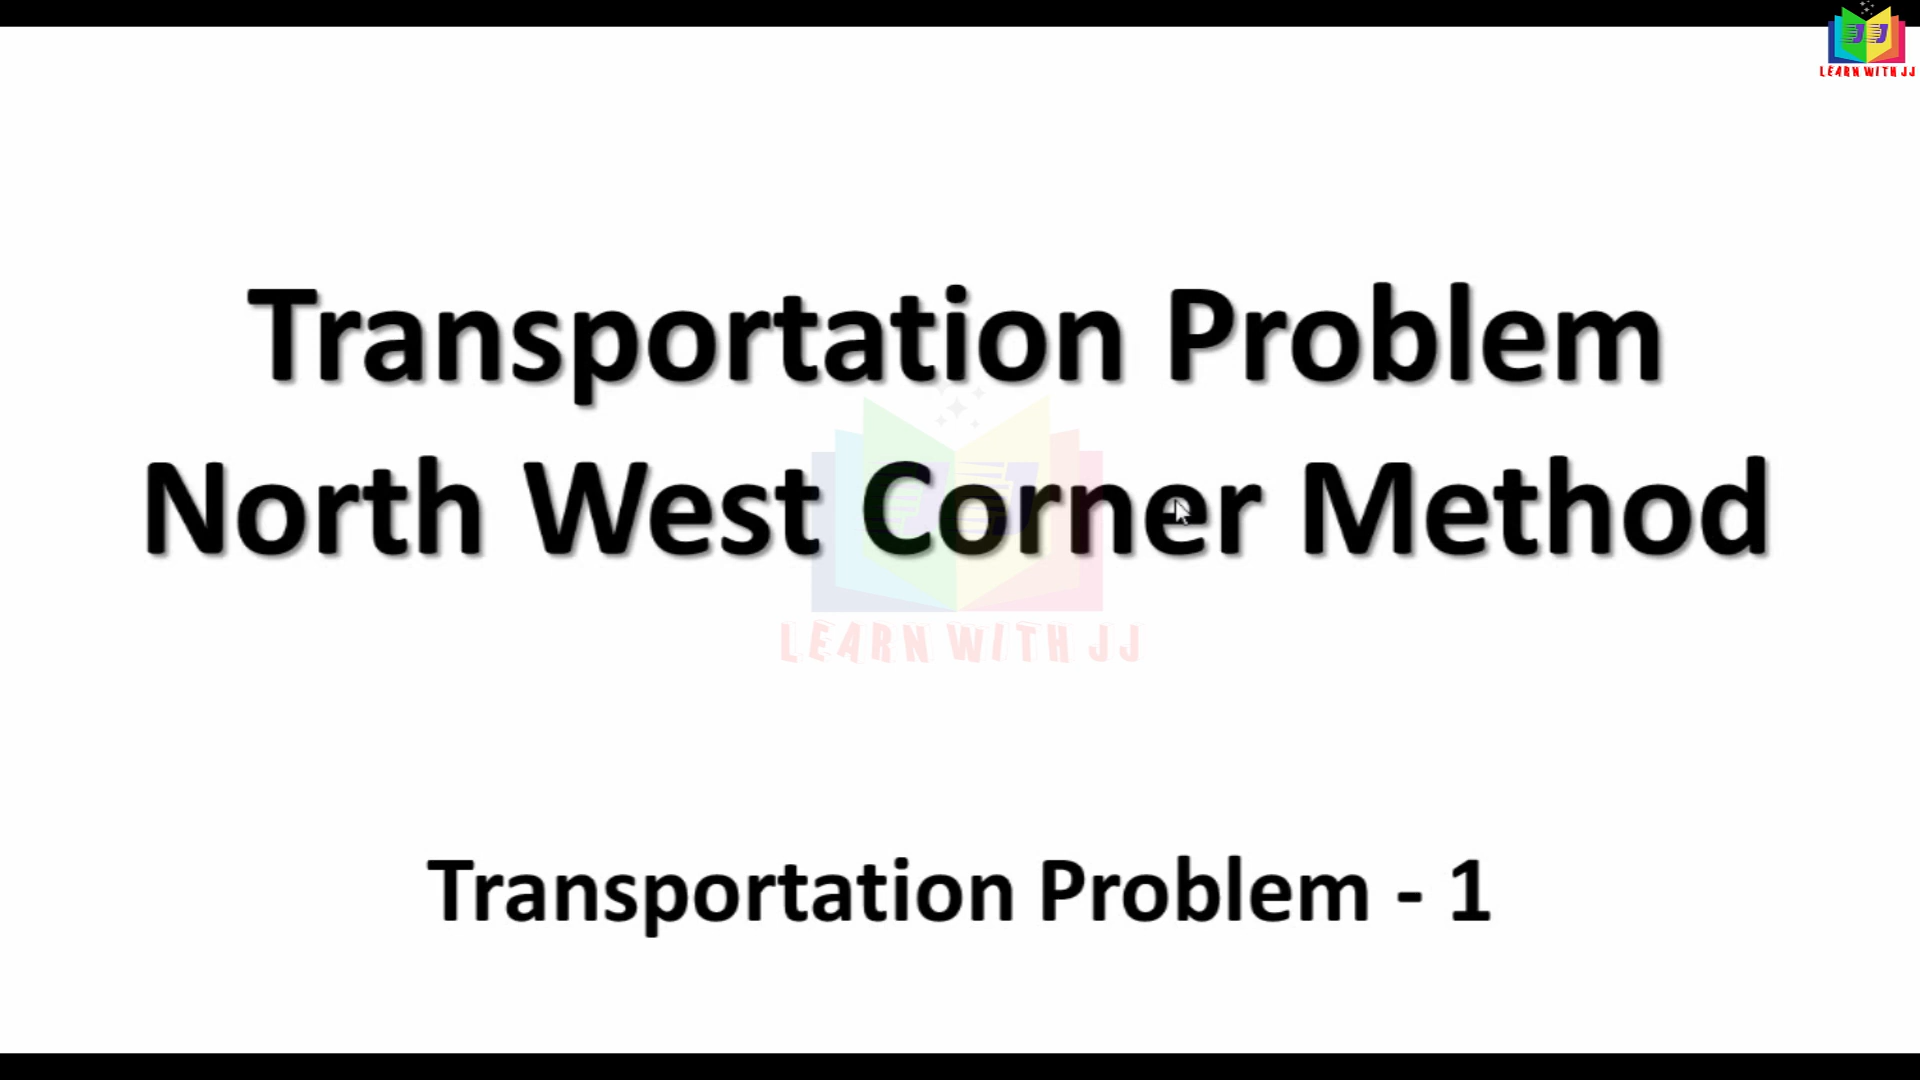 LEARN WITH JJ
Transportation Problem
North West Corner Method
LEARN WITH JJ
Transportation Problem - 1